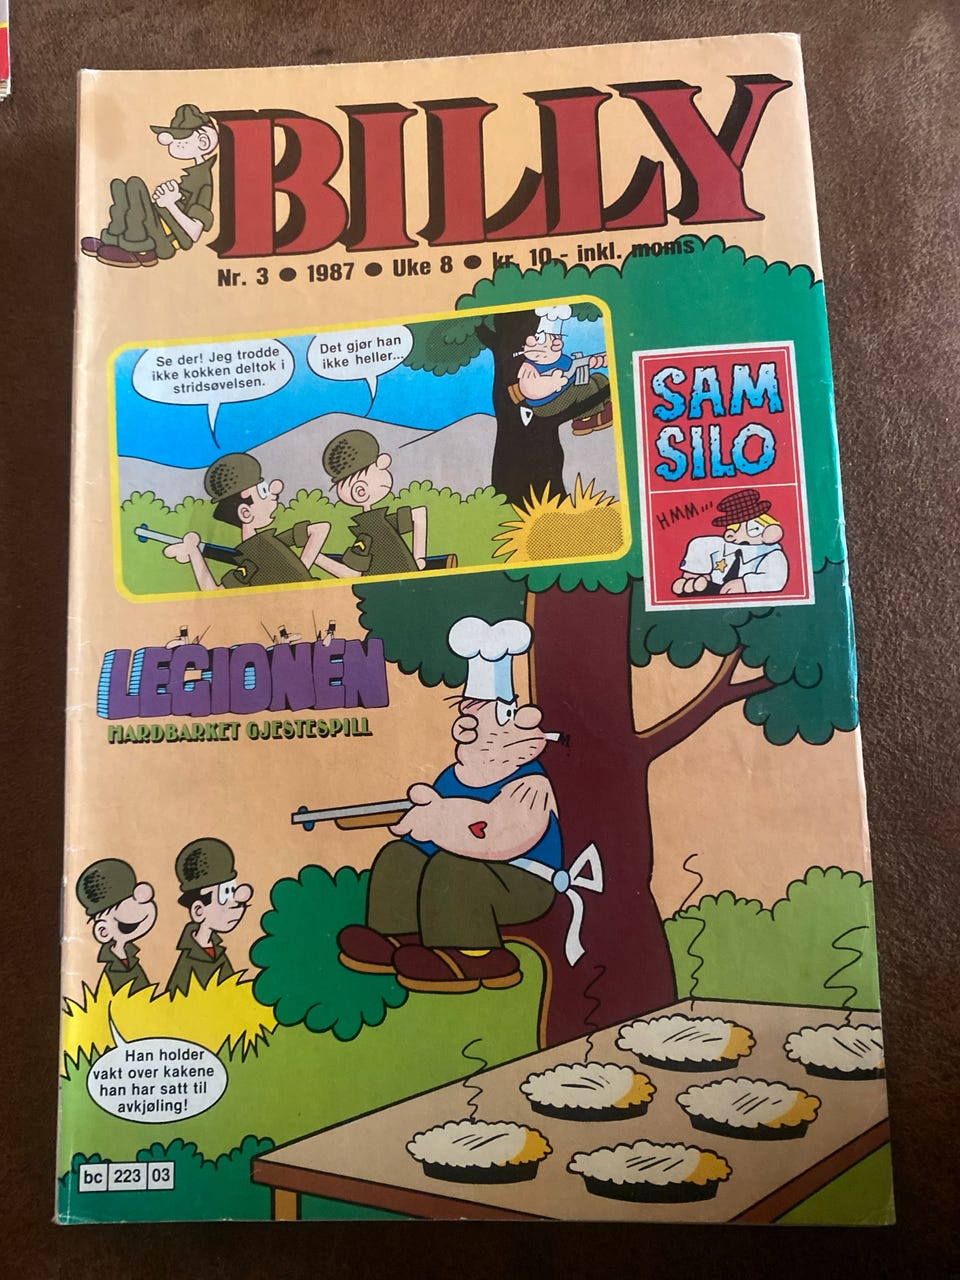 BILLY
Nr. 3 ● 1987 ● Uke 8 ● kr. 10,- inkl. moms
Se der! Jeg trodde
ikke kokken deltok i
stridsøvelsen.
Det gjør han
ikke heller...
SAM
SILO
HMM...
LEGIONEN
HARDBARKET GJESTESPILL
Han holder
vakt over kakene
han har satt til
avkjøling!
bc 223 03